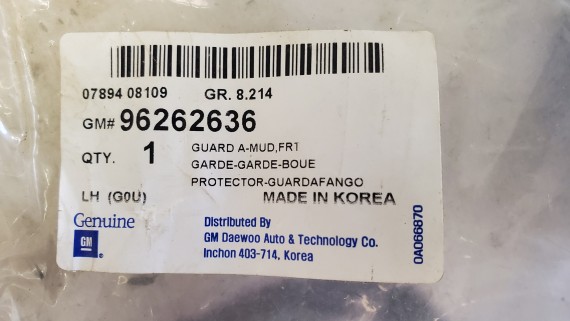 07894 08109 GR. 8.214
GM# 96262636
QTY. 1 GUARD A-MUD,FRT
GARDE-GARDE-BOUE
PROTECTOR-GUARDAFANGO
LH (G0U) MADE IN KOREA
Genuine
GM
Distributed By
GM Daewoo Auto & Technology Co.
Inchon 403-714, Korea
0A066870